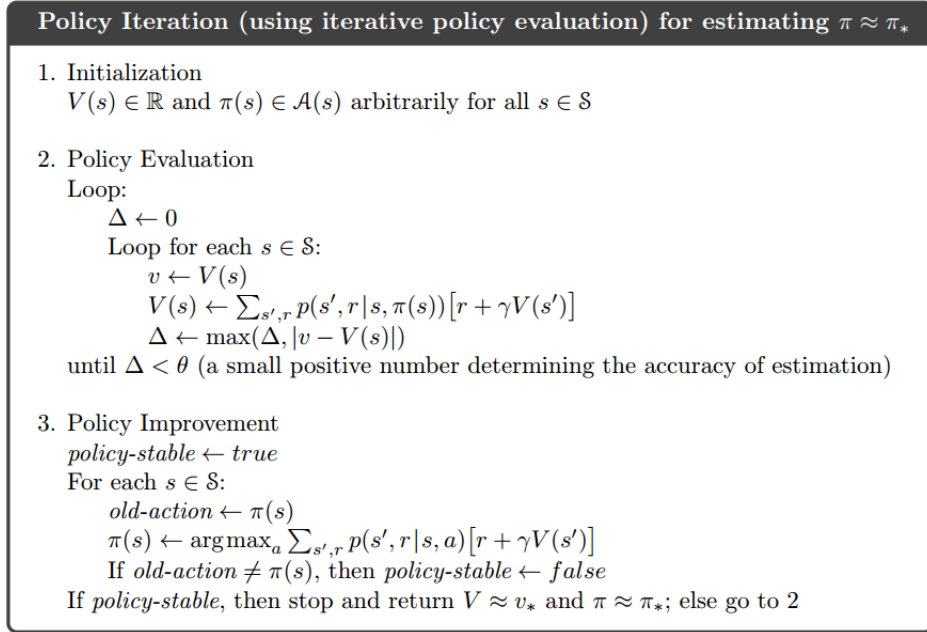 Policy Iteration (using iterative policy evaluation) for estimating π ≈ π∗
1. Initialization
V(s) ∈ ℝ and π(s) ∈ 𝒜(s) arbitrarily for all s ∈ 𝒮
2. Policy Evaluation
Loop:
Δ ← 0
Loop for each s ∈ 𝒮:
v ← V(s)
V(s) ← ∑s′,r p(s′, r|s, π(s))[r + γV(s′)]
Δ ← max(Δ, |v − V(s)|)
until Δ < θ (a small positive number determining the accuracy of estimation)
3. Policy Improvement
policy-stable ← true
For each s ∈ 𝒮:
old-action ← π(s)
π(s) ← argmaxa ∑s′,r p(s′, r|s, a)[r + γV(s′)]
If old-action ≠ π(s), then policy-stable ← false
If policy-stable, then stop and return V ≈ v∗ and π ≈ π∗; else go to 2